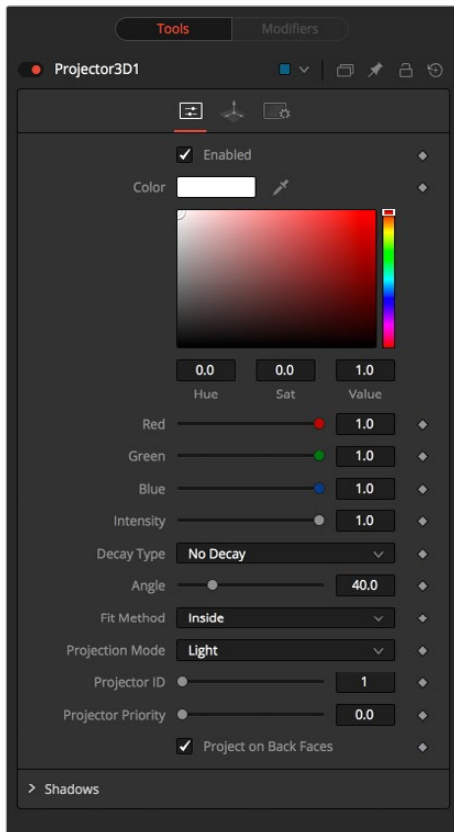 Tools Modifiers
Projector3D1
Enabled
Color
0.0 0.0 1.0
Hue Sat Value
Red 1.0
Green 1.0
Blue 1.0
Intensity 1.0
Decay Type No Decay
Angle 40.0
Fit Method Inside
Projection Mode Light
Projector ID 1
Projector Priority 0.0
Project on Back Faces
Shadows